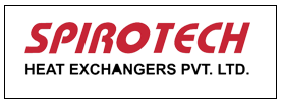 SPIROTECH
HEAT EXCHANGERS PVT. LTD.